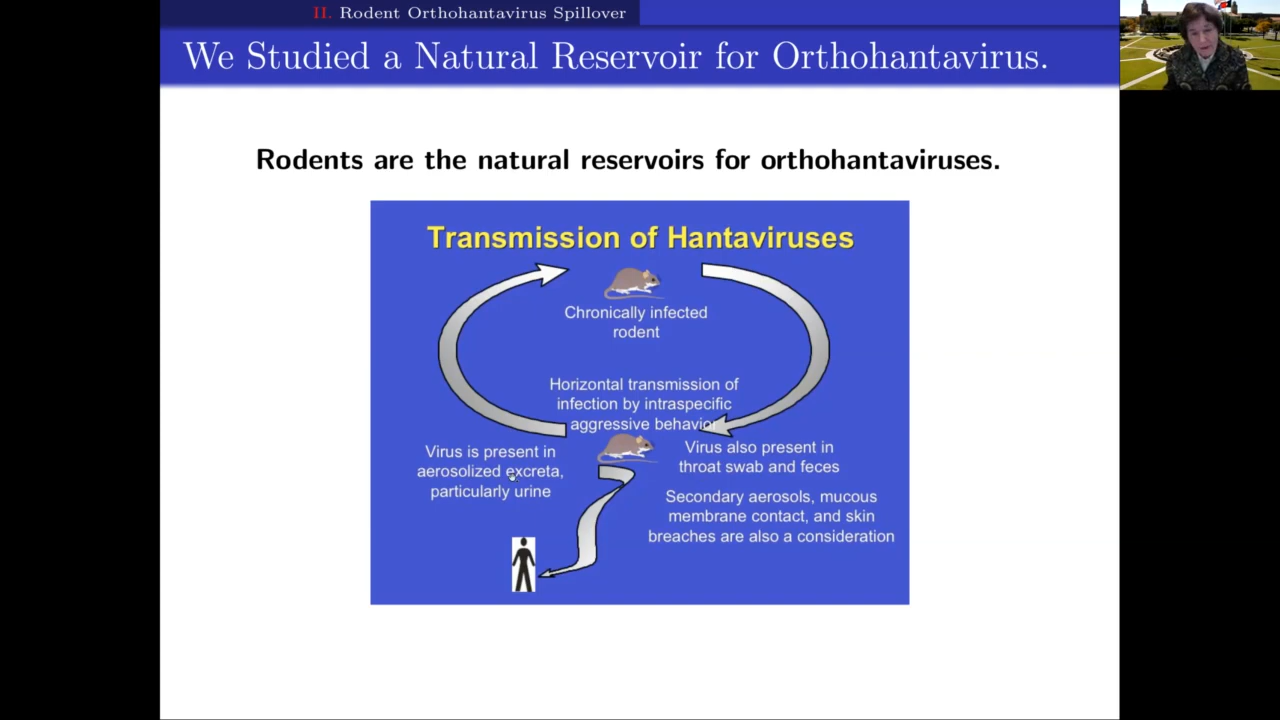 II. Rodent Orthohantavirus Spillover
We Studied a Natural Reservoir for Orthohantavirus.
Rodents are the natural reservoirs for orthohantaviruses.
Transmission of Hantaviruses
Chronically infected
rodent
Horizontal transmission of
infection by intraspecific
aggressive behavior
Virus is present in
aerosolized excreta,
particularly urine
Virus also present in
throat swab and feces
Secondary aerosols, mucous
membrane contact, and skin
breaches are also a consideration